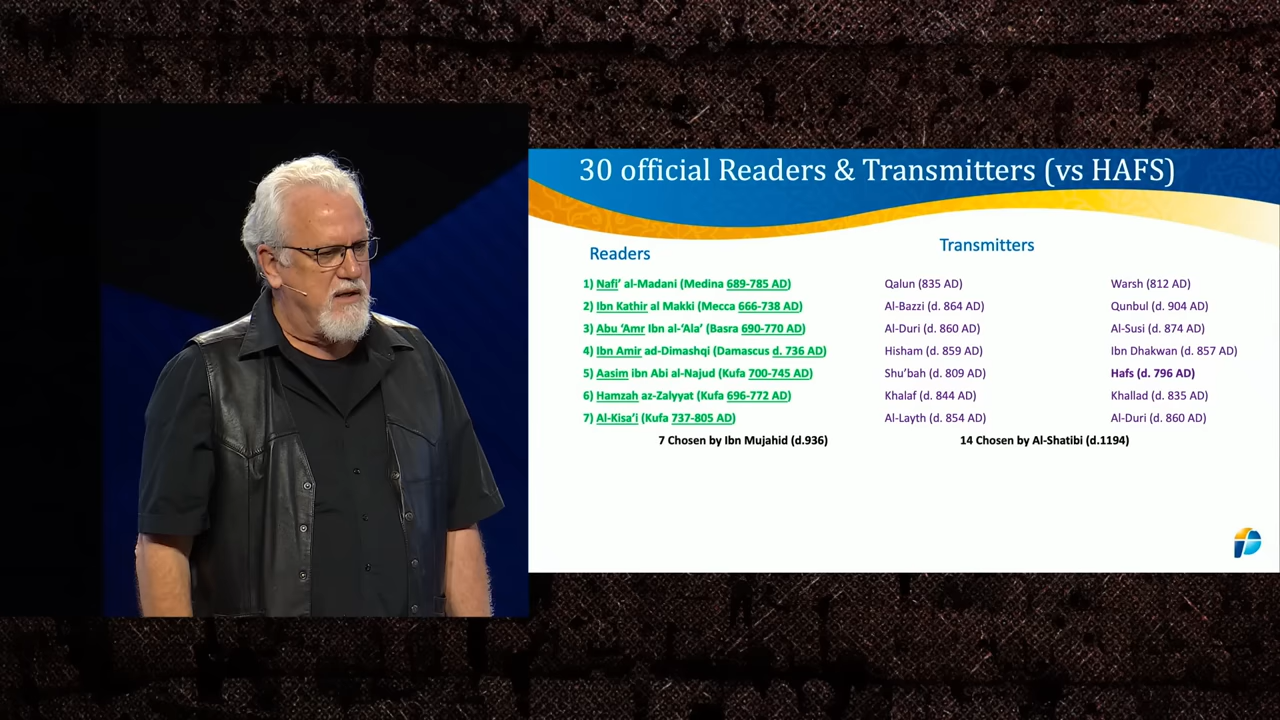 30 official Readers & Transmitters (vs HAFS)
Readers
Transmitters
1) Nafi’ al-Madani (Medina 689-785 AD) Qalun (835 AD) Warsh (812 AD)
2) Ibn Kathir al Makki (Mecca 666-738 AD) Al-Bazzi (d. 864 AD) Qunbul (d. 904 AD)
3) Abu ‘Amr Ibn al-‘Ala’ (Basra 690-770 AD) Al-Duri (d. 860 AD) Al-Susi (d. 874 AD)
4) Ibn Amir ad-Dimashqi (Damascus d. 736 AD) Hisham (d. 859 AD) Ibn Dhakwan (d. 857 AD)
5) Aasim ibn Abi al-Najud (Kufa 700-745 AD) Shu’bah (d. 809 AD) Hafs (d. 796 AD)
6) Hamzah az-Zalyyat (Kufa 696-772 AD) Khalaf (d. 844 AD) Khallad (d. 835 AD)
7) Al-Kisa’i (Kufa 737-805 AD) Al-Layth (d. 854 AD) Al-Duri (d. 860 AD)
7 Chosen by Ibn Mujahid (d.936) 14 Chosen by Al-Shatibi (d.1194)